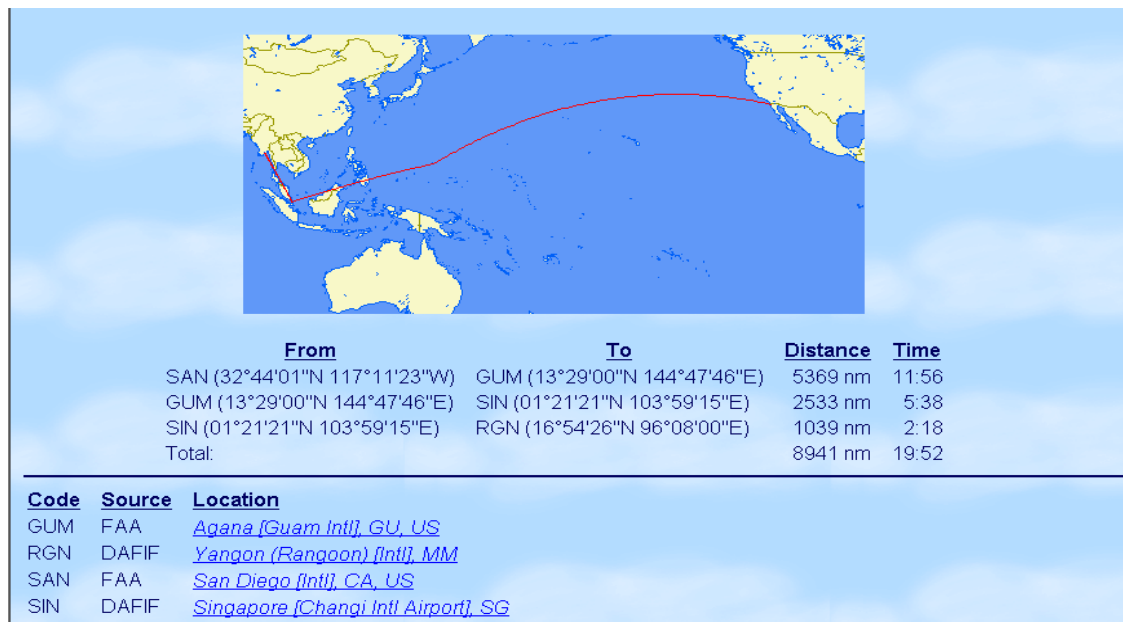 From To Distance Time
SAN (32°44'01"N 117°11'23"W) GUM (13°29'00"N 144°47'46"E) 5369 nm 11:56
GUM (13°29'00"N 144°47'46"E) SIN (01°21'21"N 103°59'15"E) 2533 nm 5:38
SIN (01°21'21"N 103°59'15"E) RGN (16°54'26"N 96°08'00"E) 1039 nm 2:18
Total: 8941 nm 19:52
Code Source Location
GUM FAA Agana [Guam Intl], GU, US
RGN DAFIF Yangon (Rangoon) [Intl], MM
SAN FAA San Diego [Intl], CA, US
SIN DAFIF Singapore [Changi Intl Airport], SG